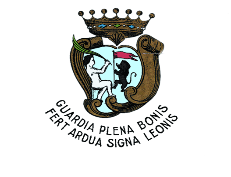 GUARDIA PLENA BONIS
FERT ARDUA SIGNA LEONIS